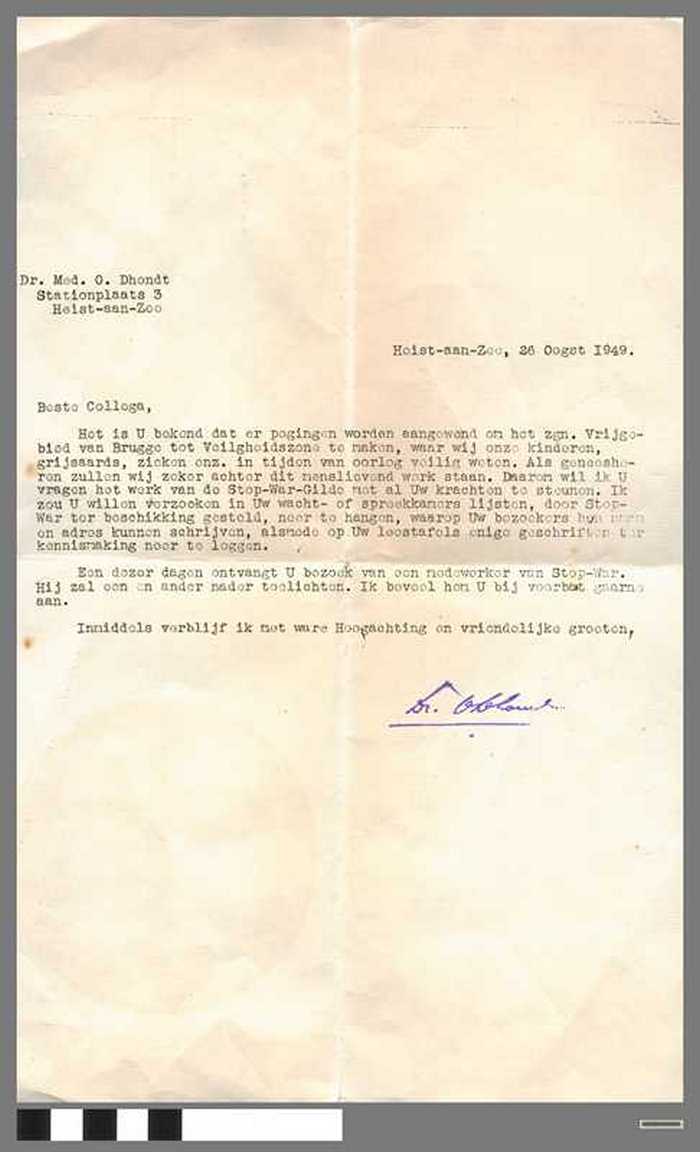 Dr. Med. O. Dhondt
Stationplaats 3
Heist-aan-Zee
Heist-aan-Zee, 26 Oogst 1949.
Beste Collega,
Het is U bekend dat er pogingen worden aangewend om het zgn. Vrijge-
bied van Brugge tot Veilgheidszone te maken, waar wij onze kinderen,
grijsaards, zieken enz. in tijden van oorlog veilig weten. Als geneeshe-
ren zullen wij zeker achter dit menslievend werk staan. Daarom wil ik U
vragen het werk van de Stop-War-Gilde met al Uw krachten te steunen. Ik
zou U willen verzoeken in Uw wacht- of spreekkamers lijsten, door Stop-
War ter beschikking gesteld, neer te hangen, waarop Uw bezoekers hun naam
en adres kunnen schrijven, alsmede op Uw leestafels enige geschriften ter
kennismaking neer te leggen.
Een dezer dagen ontvangt U bezoek van een medewerker van Stop-War.
Hij zal een en ander nader toelichten. Ik beveel hem U bij voorbat gaarne
aan.
Inmiddels verblijf ik met ware Hoogachting en vriendelijke groeten,
Dr.